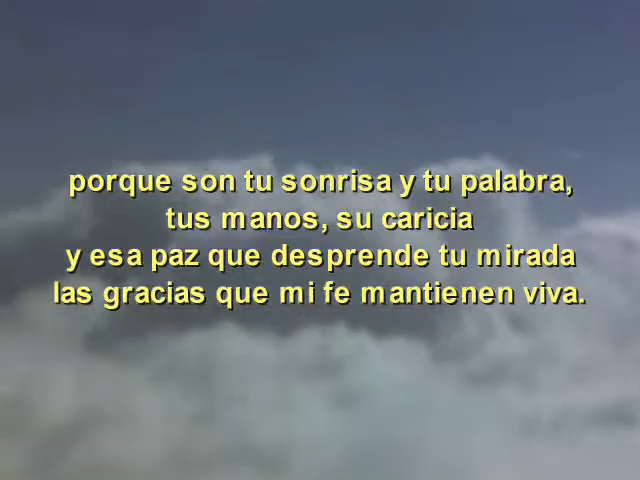 porque son tu sonrisa y tu palabra,
tus manos, su caricia
y esa paz que desprende tu mirada
las gracias que mi fe mantienen viva.